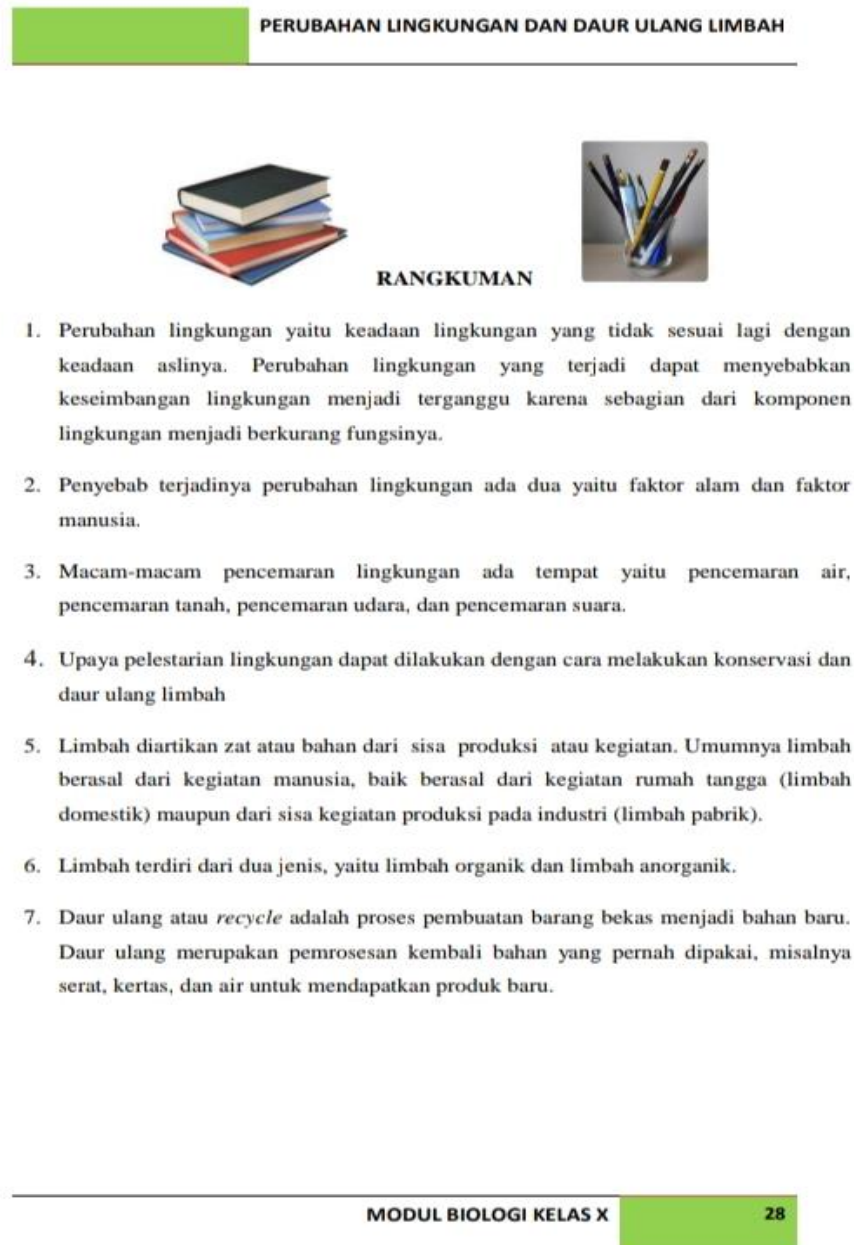 PERUBAHAN LINGKUNGAN DAN DAUR ULANG LIMBAH
RANGKUMAN
1. Perubahan lingkungan yaitu keadaan lingkungan yang tidak sesuai lagi dengan
keadaan aslinya. Perubahan lingkungan yang terjadi dapat menyebabkan
keseimbangan lingkungan menjadi terganggu karena sebagian dari komponen
lingkungan menjadi berkurang fungsinya.
2. Penyebab terjadinya perubahan lingkungan ada dua yaitu faktor alam dan faktor
manusia.
3. Macam-macam pencemaran lingkungan ada tempat yaitu pencemaran air,
pencemaran tanah, pencemaran udara, dan pencemaran suara.
4. Upaya pelestarian lingkungan dapat dilakukan dengan cara melakukan konservasi dan
daur ulang limbah
5. Limbah diartikan zat atau bahan dari sisa produksi atau kegiatan. Umumnya limbah
berasal dari kegiatan manusia, baik berasal dari kegiatan rumah tangga (limbah
domestik) maupun dari sisa kegiatan produksi pada industri (limbah pabrik).
6. Limbah terdiri dari dua jenis, yaitu limbah organik dan limbah anorganik.
7. Daur ulang atau recycle adalah proses pembuatan barang bekas menjadi bahan baru.
Daur ulang merupakan pemrosesan kembali bahan yang pernah dipakai, misalnya
serat, kertas, dan air untuk mendapatkan produk baru.
MODUL BIOLOGI KELAS X 28